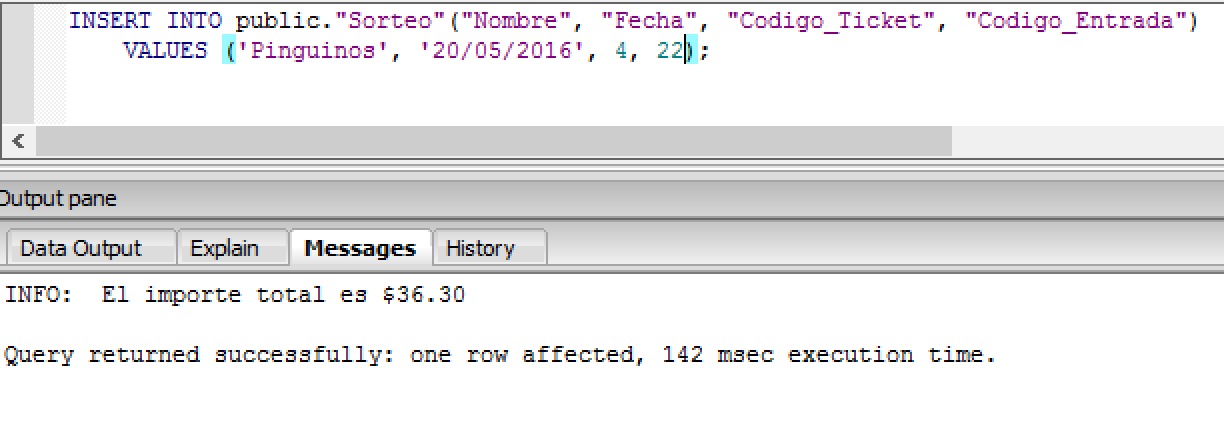 INSERT INTO public."Sorteo"("Nombre", "Fecha", "Codigo_Ticket", "Codigo_Entrada")
VALUES ('Pinguinos', '20/05/2016', 4, 22);
Output pane
Data Output Explain Messages History
INFO: El importe total es $36.30
Query returned successfully: one row affected, 142 msec execution time.